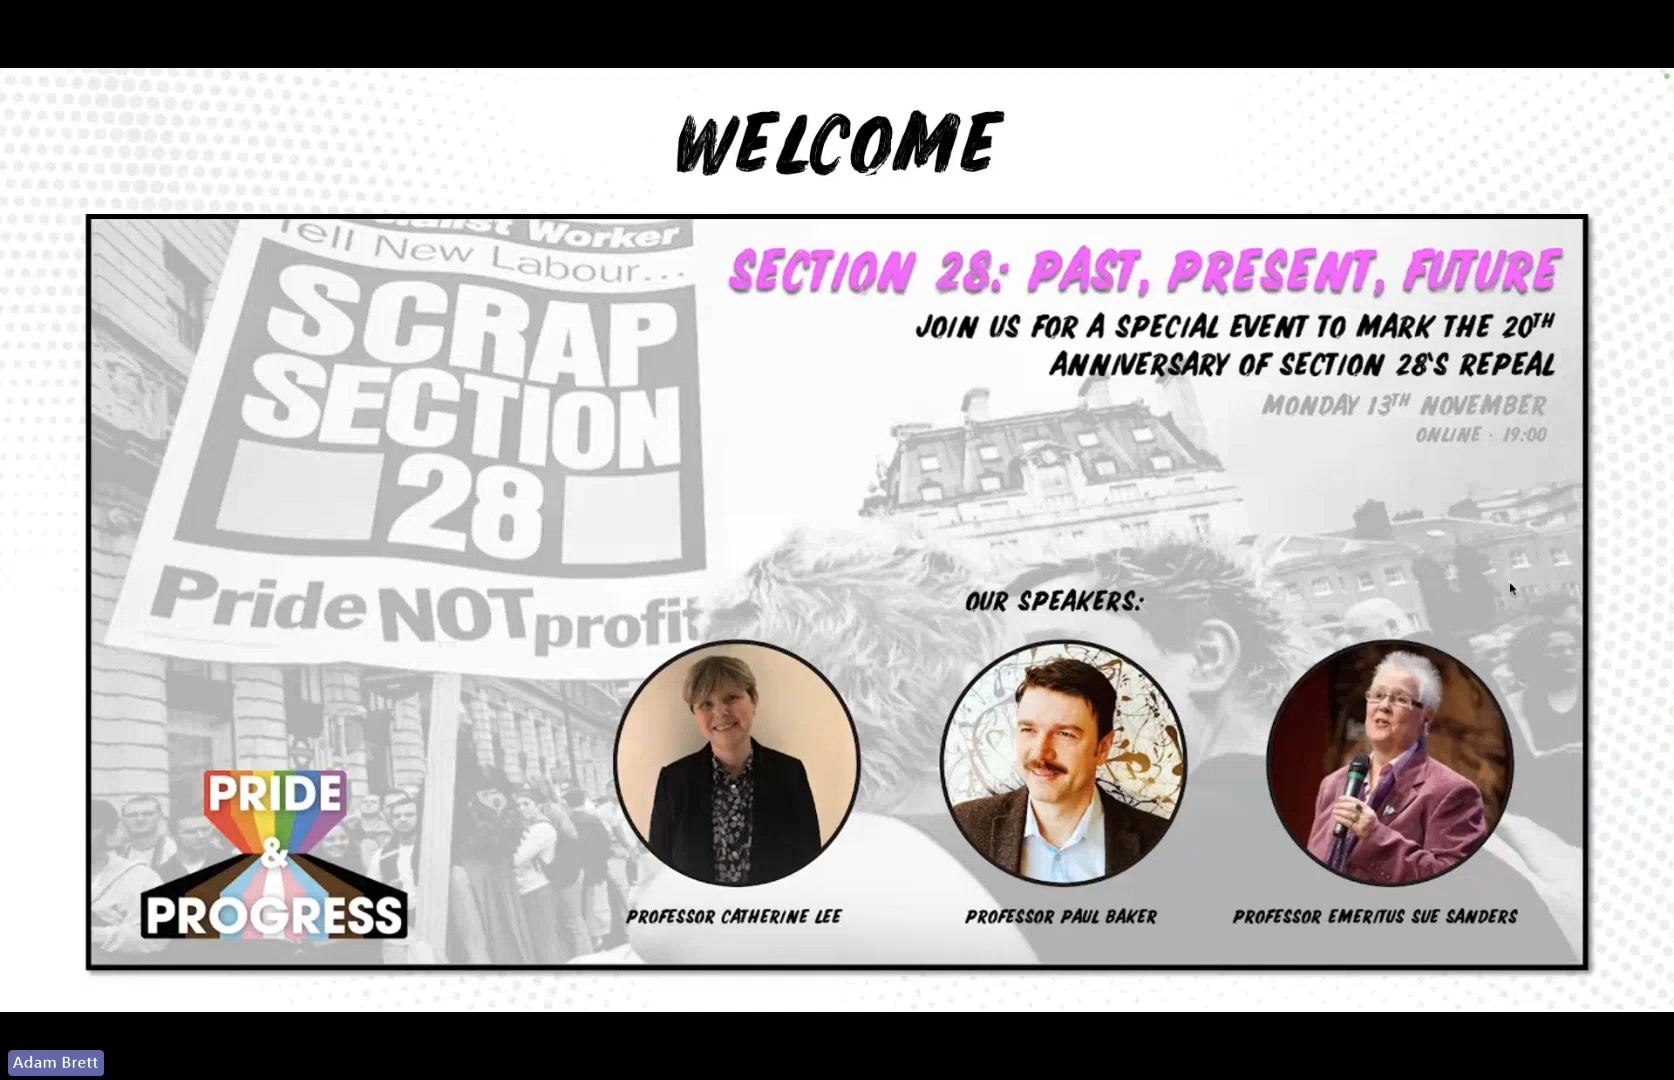 WELCOME
Worker
Tell New Labour...
SCRAP
SECTION
28
Pride NOT profit
SECTION 28: PAST, PRESENT, FUTURE
JOIN US FOR A SPECIAL EVENT TO MARK THE 20TH
ANNIVERSARY OF SECTION 28'S REPEAL
MONDAY 13TH NOVEMBER
ONLINE · 19:00
OUR SPEAKERS:
PROFESSOR CATHERINE LEE
PROFESSOR PAUL BAKER
PROFESSOR EMERITUS SUE SANDERS
PRIDE
&
PROGRESS
Adam Brett